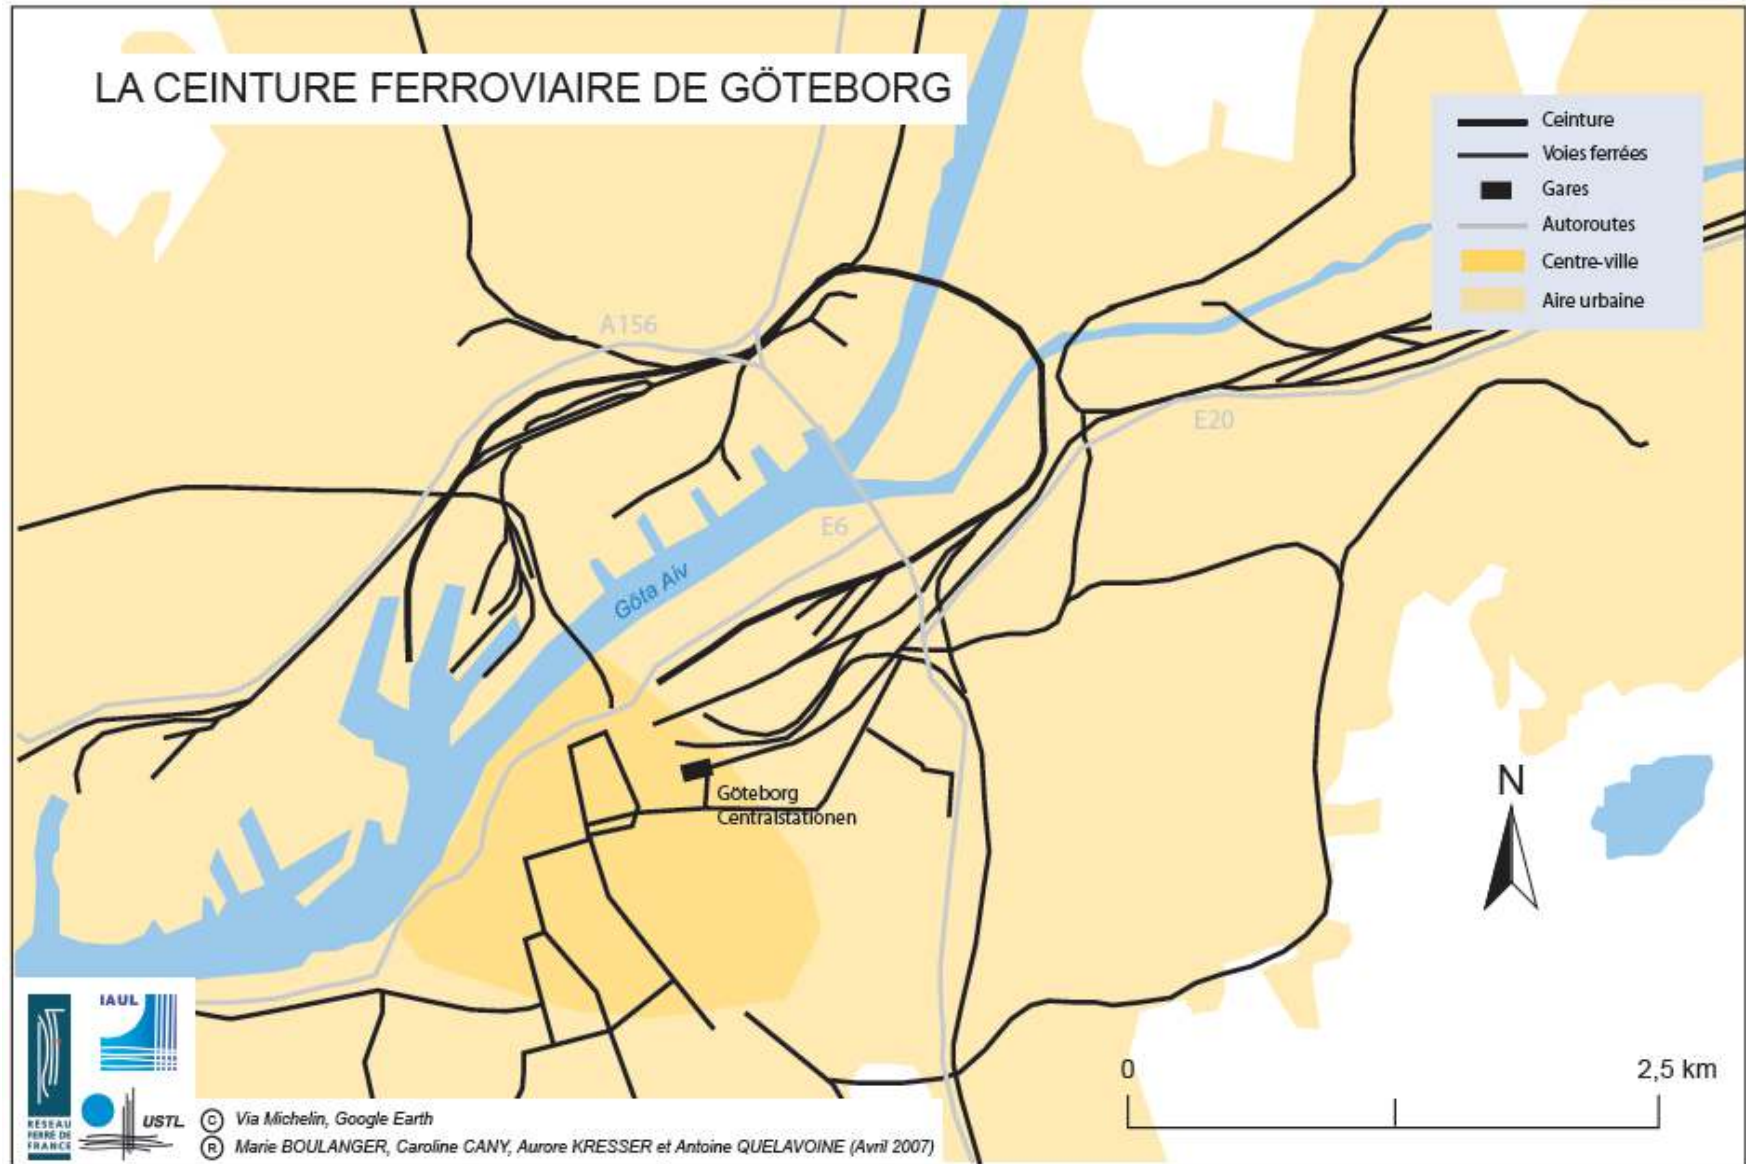 LA CEINTURE FERROVIAIRE DE GÖTEBORG
Ceinture
Voies ferrées
Gares
Autoroutes
Centre-ville
Aire urbaine
A156
E20
E6
Göta Aiv
Göteborg
Centralstationen
N
0
2,5 km
IAUL
RESEAU
FERRE DE
FRANCE
USTL
C Via Michelin, Google Earth
R Marie BOULANGER, Caroline CANY, Aurore KRESSER et Antoine QUELAVOINE (Avril 2007)